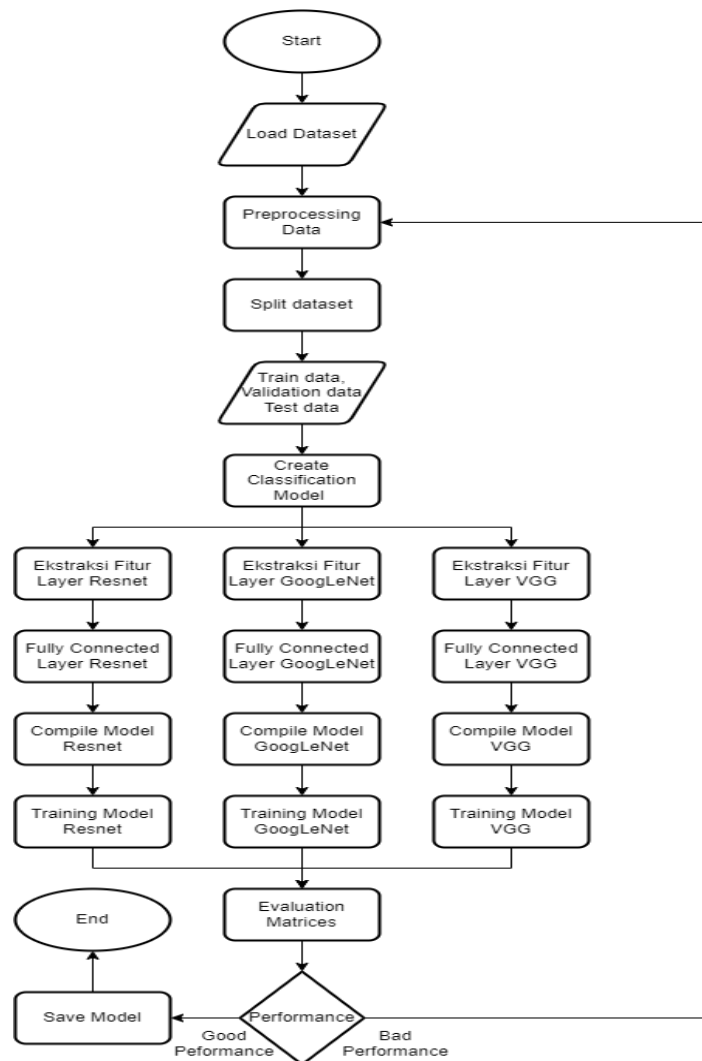 Start
Load Dataset
Preprocessing
Data
Split dataset
Train data,
Validation data
Test data
Create
Classification
Model
Ekstraksi Fitur
Layer Resnet
Ekstraksi Fitur
Layer GoogLeNet
Ekstraksi Fitur
Layer VGG
Fully Connected
Layer Resnet
Fully Connected
Layer GoogLeNet
Fully Connected
Layer VGG
Compile Model
Resnet
Compile Model
GoogLeNet
Compile Model
VGG
Training Model
Resnet
Training Model
GoogLeNet
Training Model
VGG
End
Evaluation
Matrices
Save Model
Performance
Good
Peformance
Bad
Performance